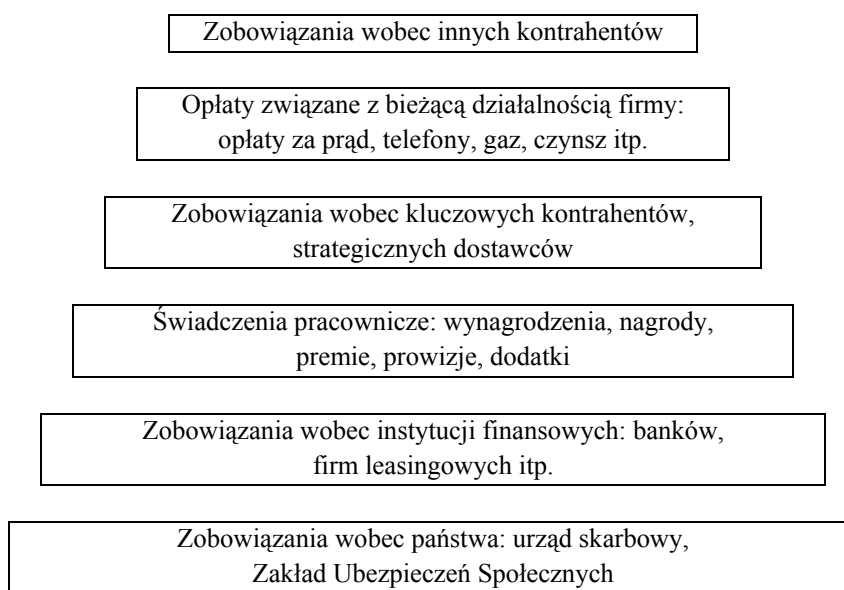 Zobowiązania wobec innych kontrahentów
Opłaty związane z bieżącą działalnością firmy:
opłaty za prąd, telefony, gaz, czynsz itp.
Zobowiązania wobec kluczowych kontrahentów,
strategicznych dostawców
Świadczenia pracownicze: wynagrodzenia, nagrody,
premie, prowizje, dodatki
Zobowiązania wobec instytucji finansowych: banków,
firm leasingowych itp.
Zobowiązania wobec państwa: urząd skarbowy,
Zakład Ubezpieczeń Społecznych